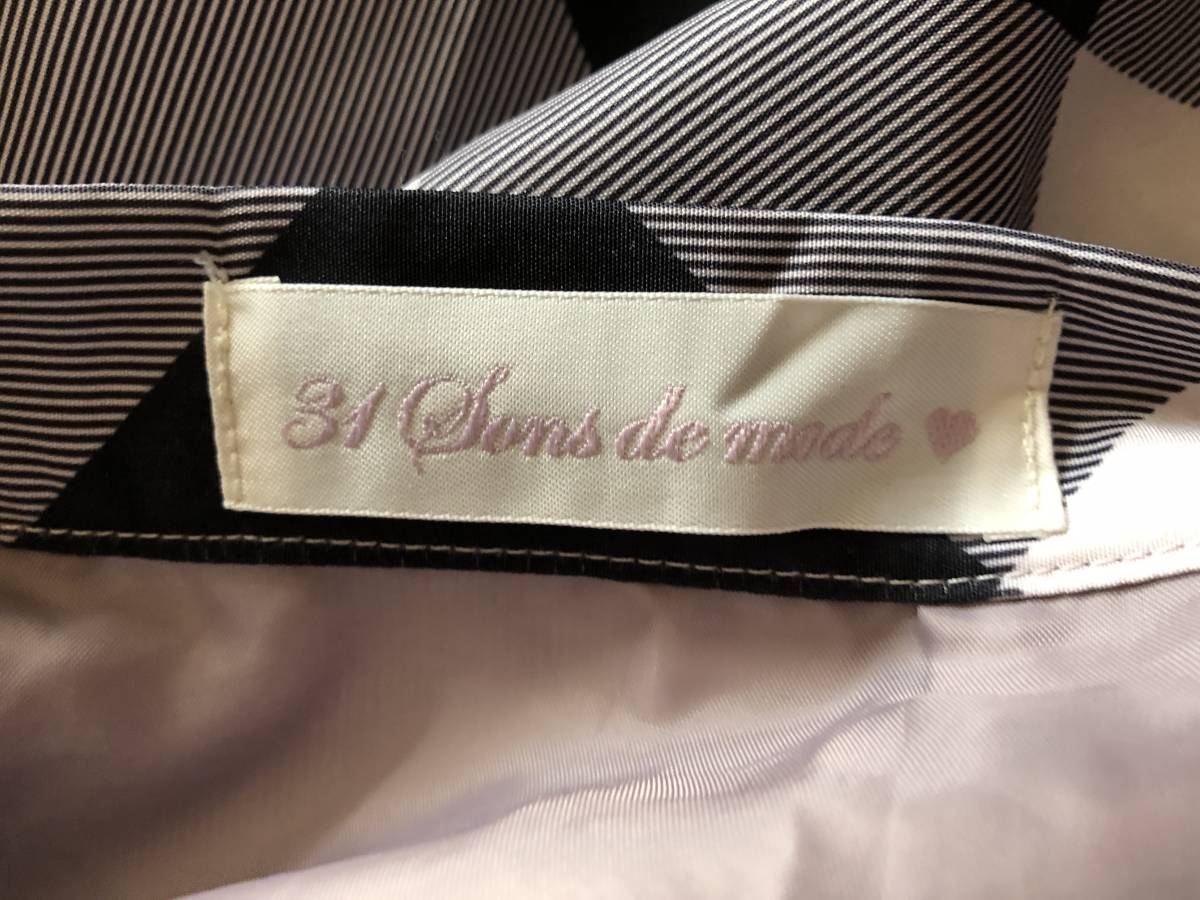 31 Sons de mode ♥